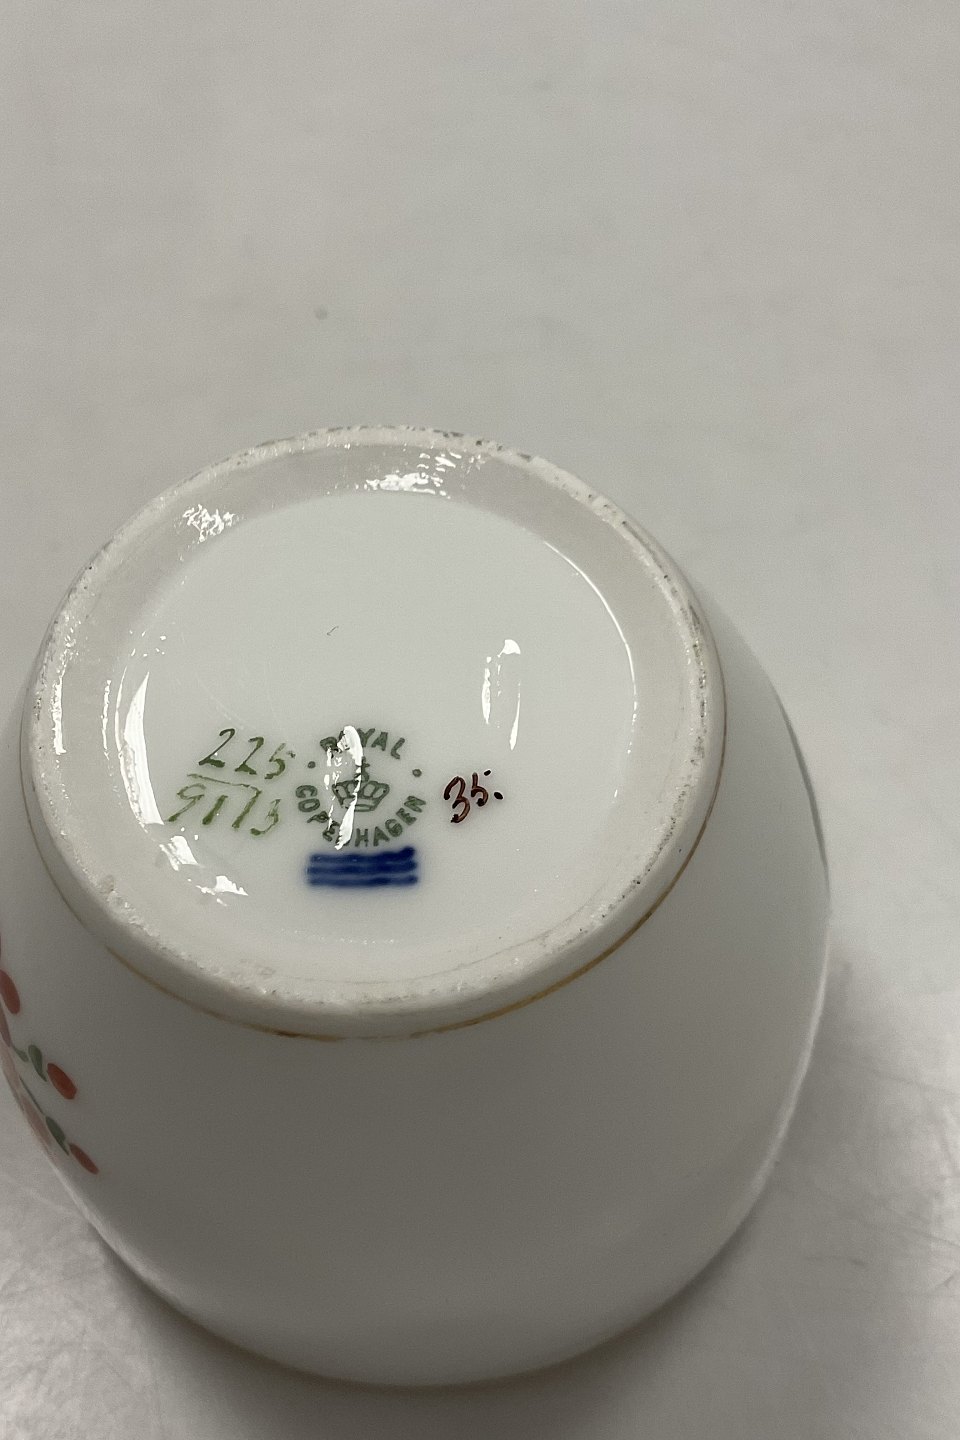 225
9113
ROYAL
COPENHAGEN
35.